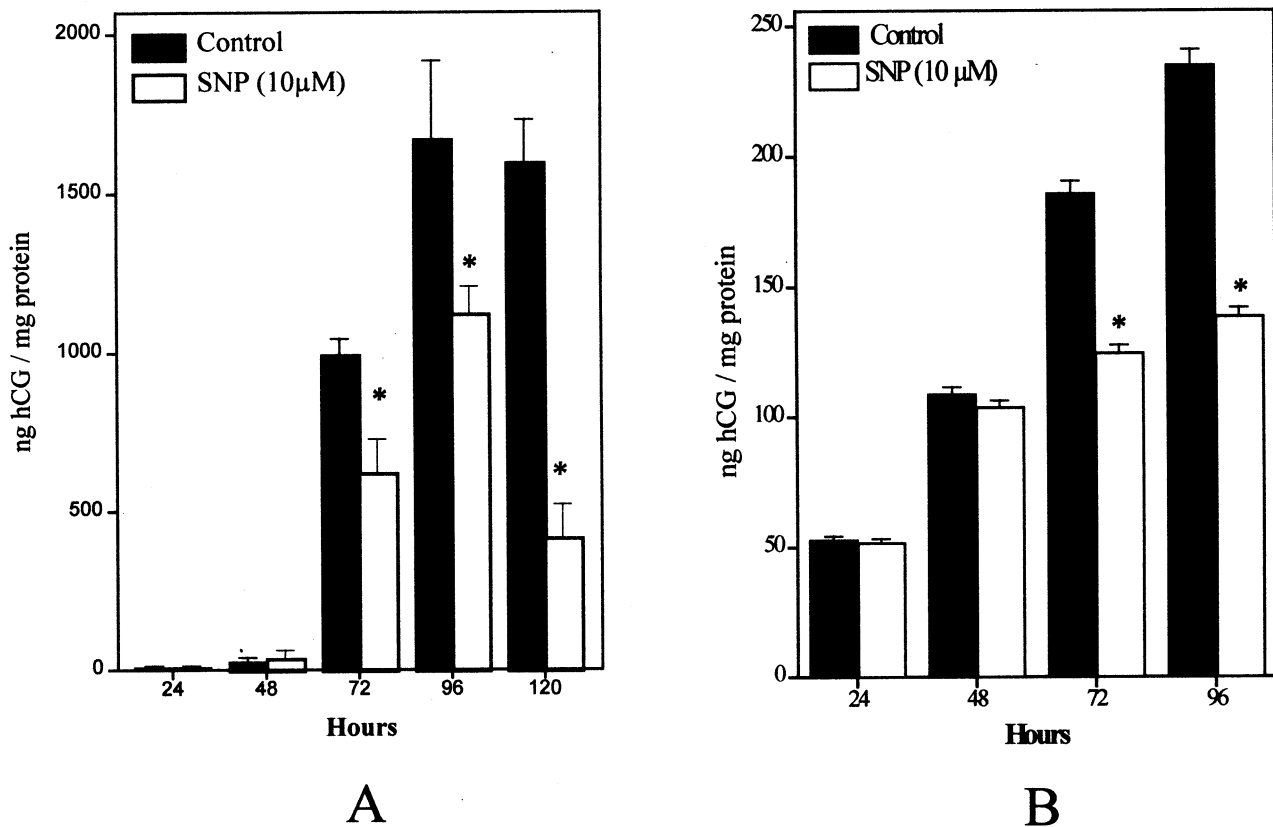 2000
1500
1000
500
0
ng hCG / mg protein
Control
SNP (10µM)
*
*
*
24 48 72 96 120
Hours
A
250
200
150
100
50
0
ng hCG / mg protein
Control
SNP (10 µM)
*
*
24 48 72 96
Hours
B